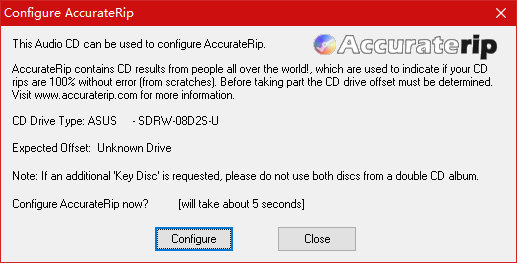 Configure AccurateRip
This Audio CD can be used to configure AccurateRip.
Accuraterip
AccurateRip contains CD results from people all over the world!, which are used to indicate if your CD
rips are 100% without error (from scratches). Before taking part the CD drive offset must be determined.
Visit www.accuraterip.com for more information.
CD Drive Type: ASUS - SDRW-08D2S-U
Expected Offset: Unknown Drive
Note: If an additional 'Key Disc' is requested, please do not use both discs from a double CD album.
Configure AccurateRip now? [will take about 5 seconds]
Configure Close